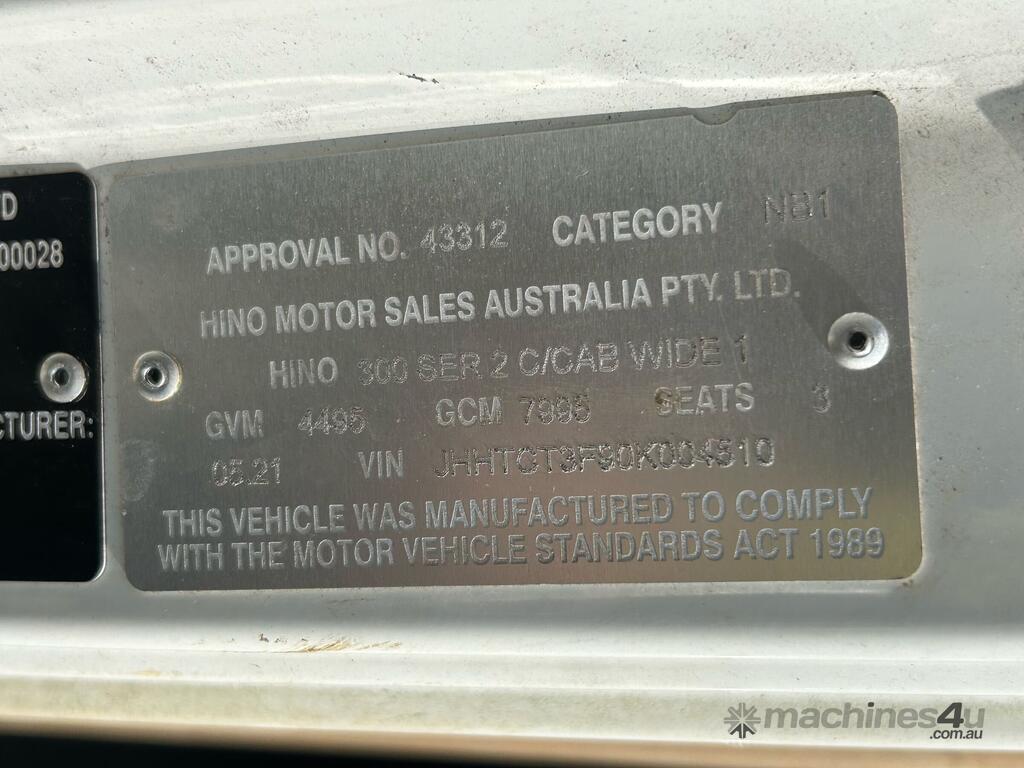 TD
00028
CTURER:
APPROVAL NO. 43312 CATEGORY NB1
HINO MOTOR SALES AUSTRALIA PTY. LTD.
HINO 300 SER 2 C/CAB WIDE 1
GVM 4495 GCM 7995 SEATS 3
05.21 VIN JHHTCT3F90K004510
THIS VEHICLE WAS MANUFACTURED TO COMPLY
WITH THE MOTOR VEHICLE STANDARDS ACT 1989
machines4u
.com.au